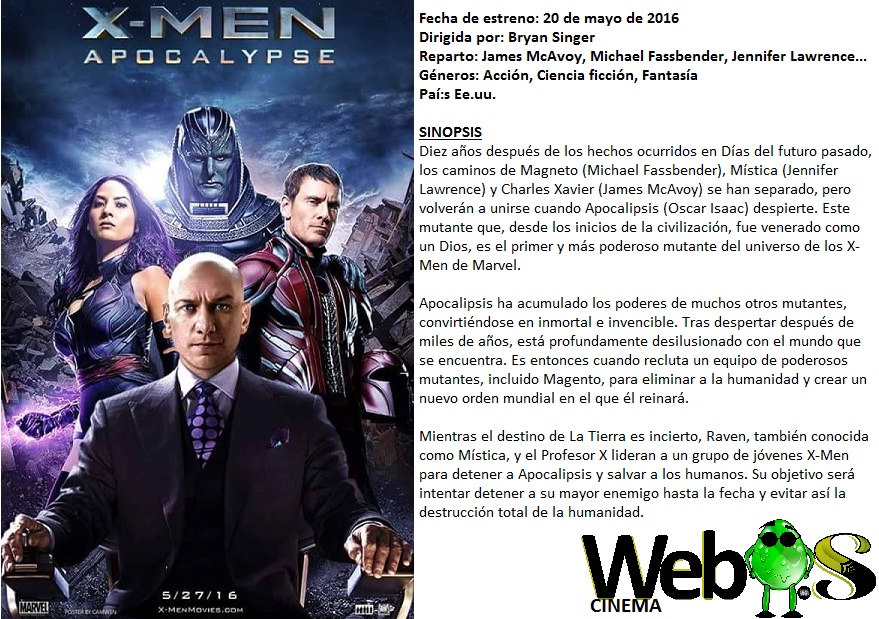 X-MEN
APOCALYPSE
5/27/16
X-MENMOVIES.COM
MARVEL
POSTER BY CAMW1N
Fecha de estreno: 20 de mayo de 2016
Dirigida por: Bryan Singer
Reparto: James McAvoy, Michael Fassbender, Jennifer Lawrence...
Géneros: Acción, Ciencia ficción, Fantasía
Paí:s Ee.uu.
SINOPSIS
Diez años después de los hechos ocurridos en Días del futuro pasado,
los caminos de Magneto (Michael Fassbender), Mística (Jennifer
Lawrence) y Charles Xavier (James McAvoy) se han separado, pero
volverán a unirse cuando Apocalipsis (Oscar Isaac) despierte. Este
mutante que, desde los inicios de la civilización, fue venerado como
un Dios, es el primer y más poderoso mutante del universo de los X-
Men de Marvel.
Apocalipsis ha acumulado los poderes de muchos otros mutantes,
convirtiéndose en inmortal e invencible. Tras despertar después de
miles de años, está profundamente desilusionado con el mundo que
se encuentra. Es entonces cuando recluta un equipo de poderosos
mutantes, incluido Magento, para eliminar a la humanidad y crear un
nuevo orden mundial en el que él reinará.
Mientras el destino de La Tierra es incierto, Raven, también conocida
como Mística, y el Profesor X lideran a un grupo de jóvenes X-Men
para detener a Apocalipsis y salvar a los humanos. Su objetivo será
intentar detener a su mayor enemigo hasta la fecha y evitar así la
destrucción total de la humanidad.
Web S
CINEMA